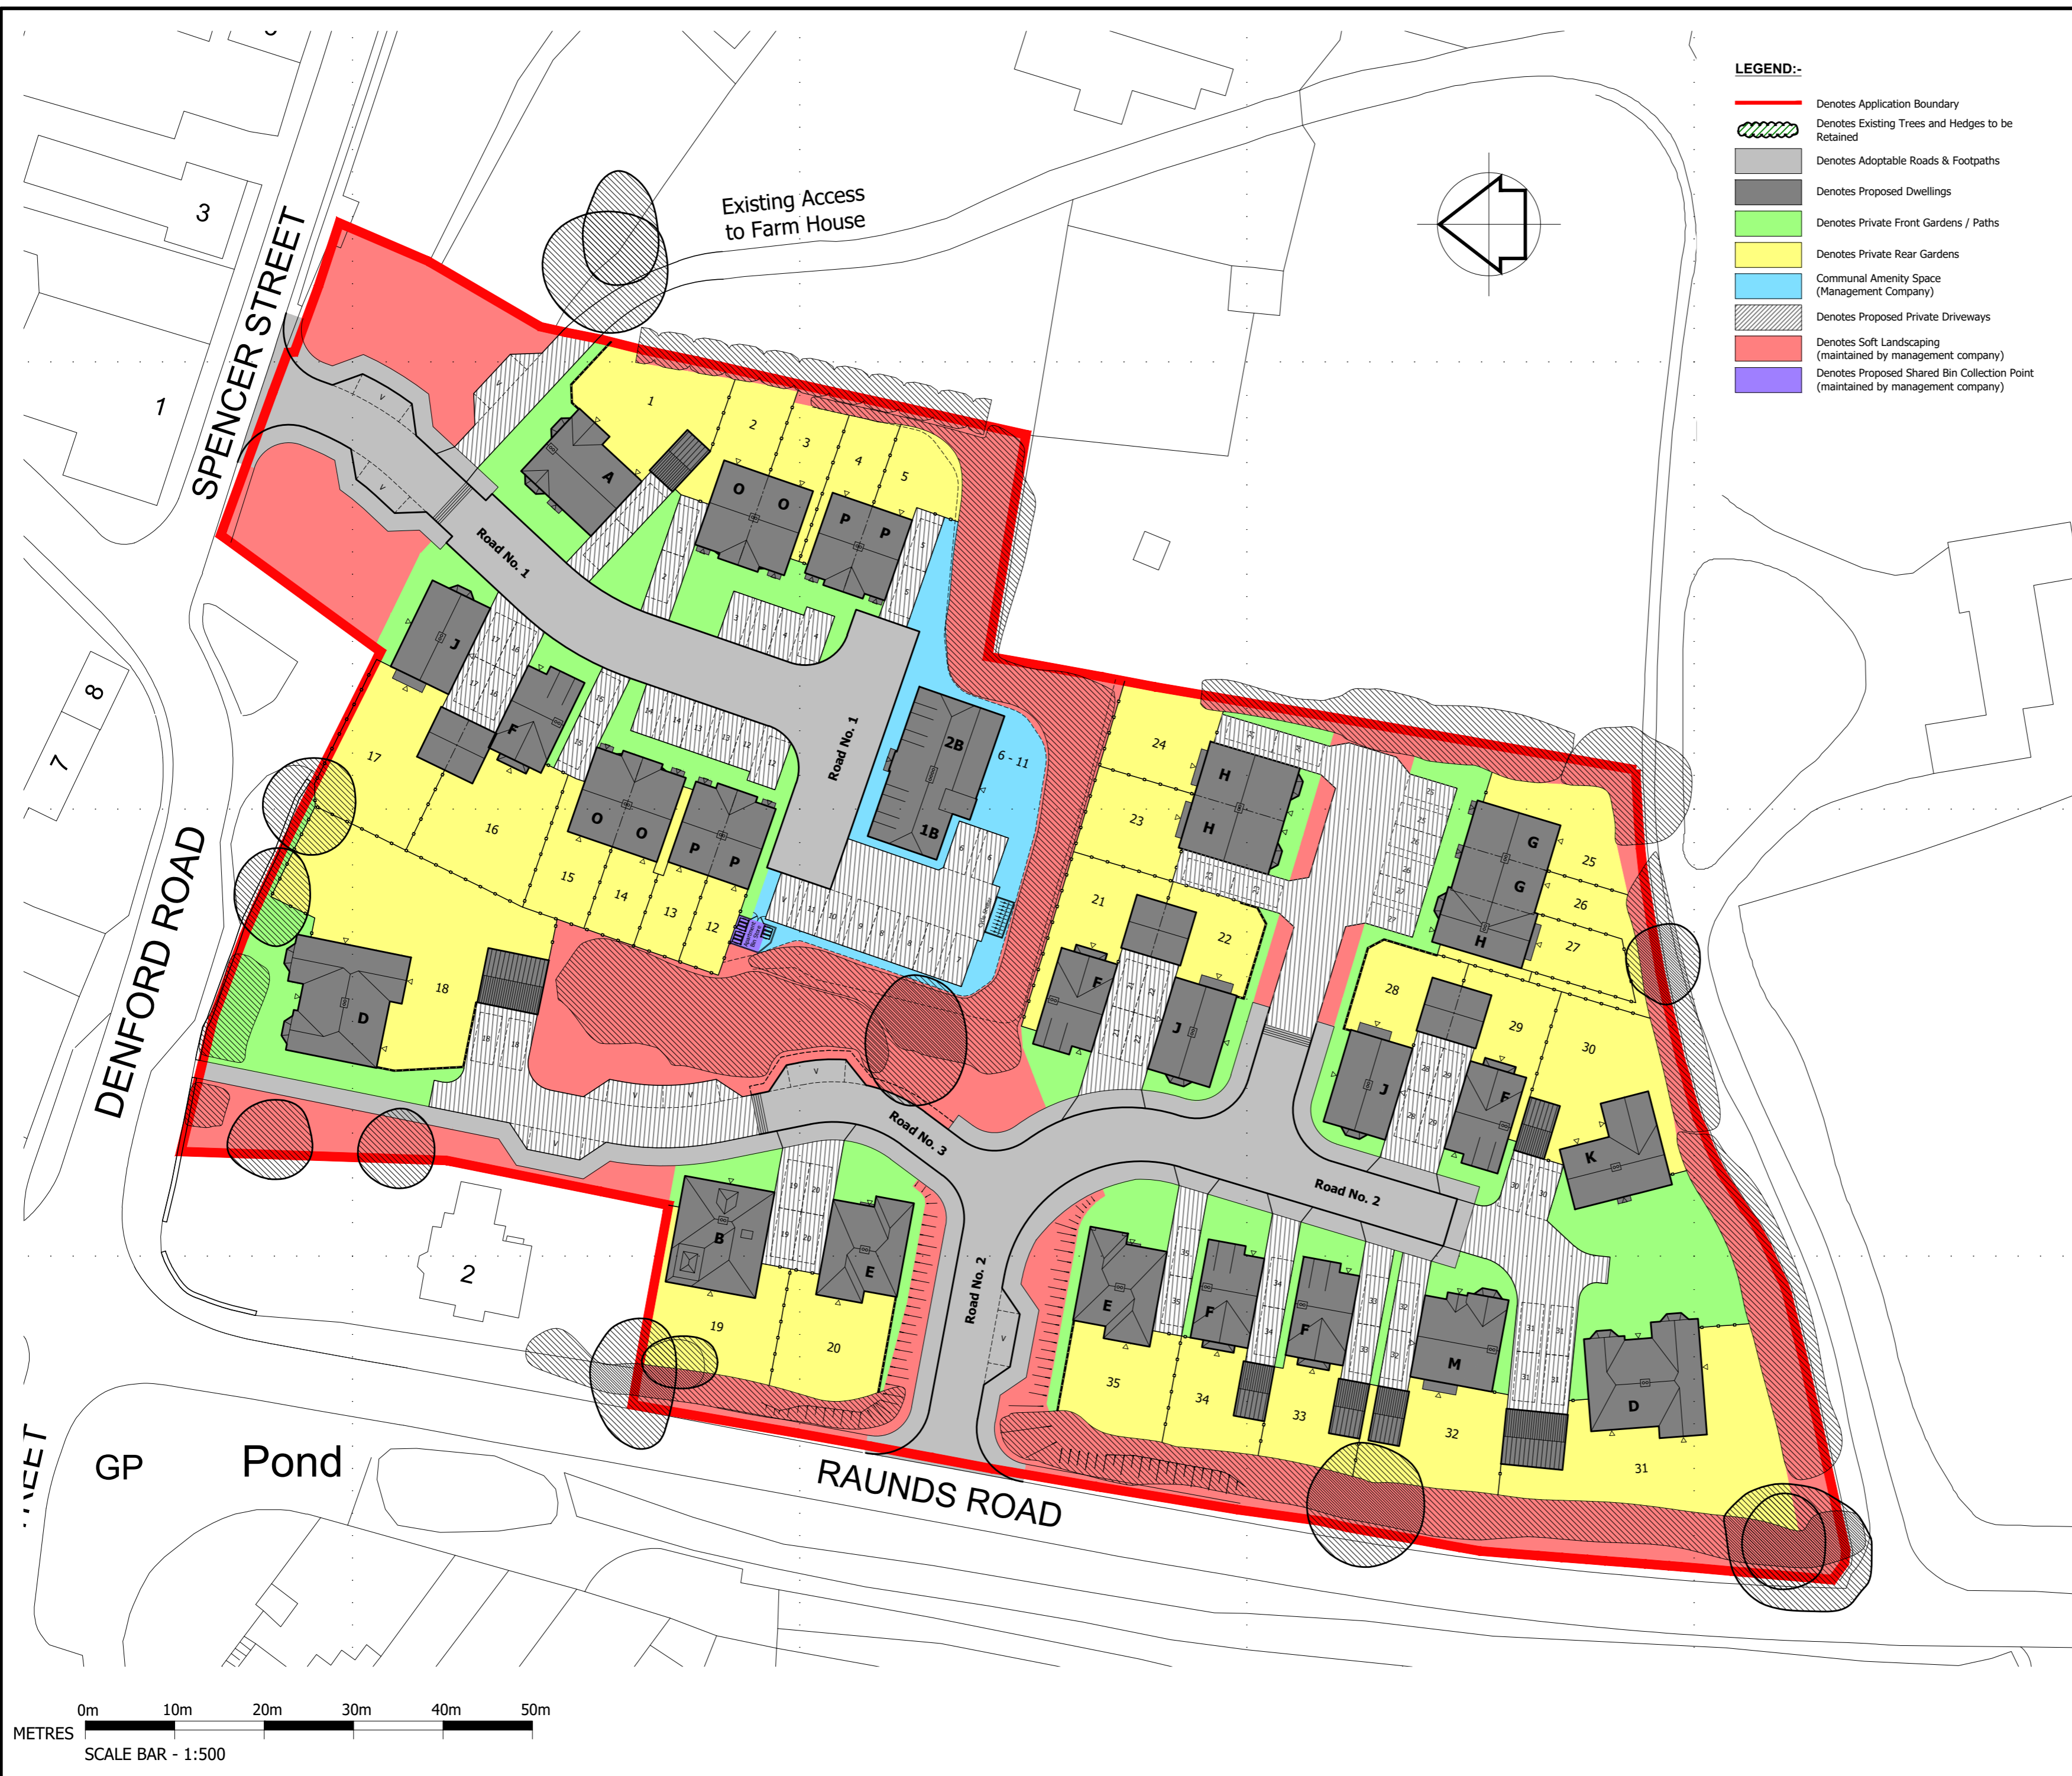 LEGEND:-
Denotes Application Boundary
Denotes Existing Trees and Hedges to be
Retained
Denotes Adoptable Roads & Footpaths
Denotes Proposed Dwellings
Denotes Private Front Gardens / Paths
Denotes Private Rear Gardens
Communal Amenity Space
(Management Company)
Denotes Proposed Private Driveways
Denotes Soft Landscaping
(maintained by management company)
Denotes Proposed Shared Bin Collection Point
(maintained by management company)
Existing Access
to Farm House
3
1
SPENCER STREET
8
7
DENFORD ROAD
2
GP
Pond
RAUNDS ROAD
Road No. 1
Road No. 1
Road No. 3
Road No. 2
Road No. 2
1
2
3
4
5
A
O
O
P
P
J
F
O
O
P
P
2B
1B
6 - 11
17
16
15
14
13
12
18
D
24
23
21
22
H
H
F
J
G
G
H
25
26
27
28
29
30
J
F
K
B
E
19
20
E
F
F
M
D
35
34
33
32
31
METRES
0m
10m
20m
30m
40m
50m
SCALE BAR - 1:500